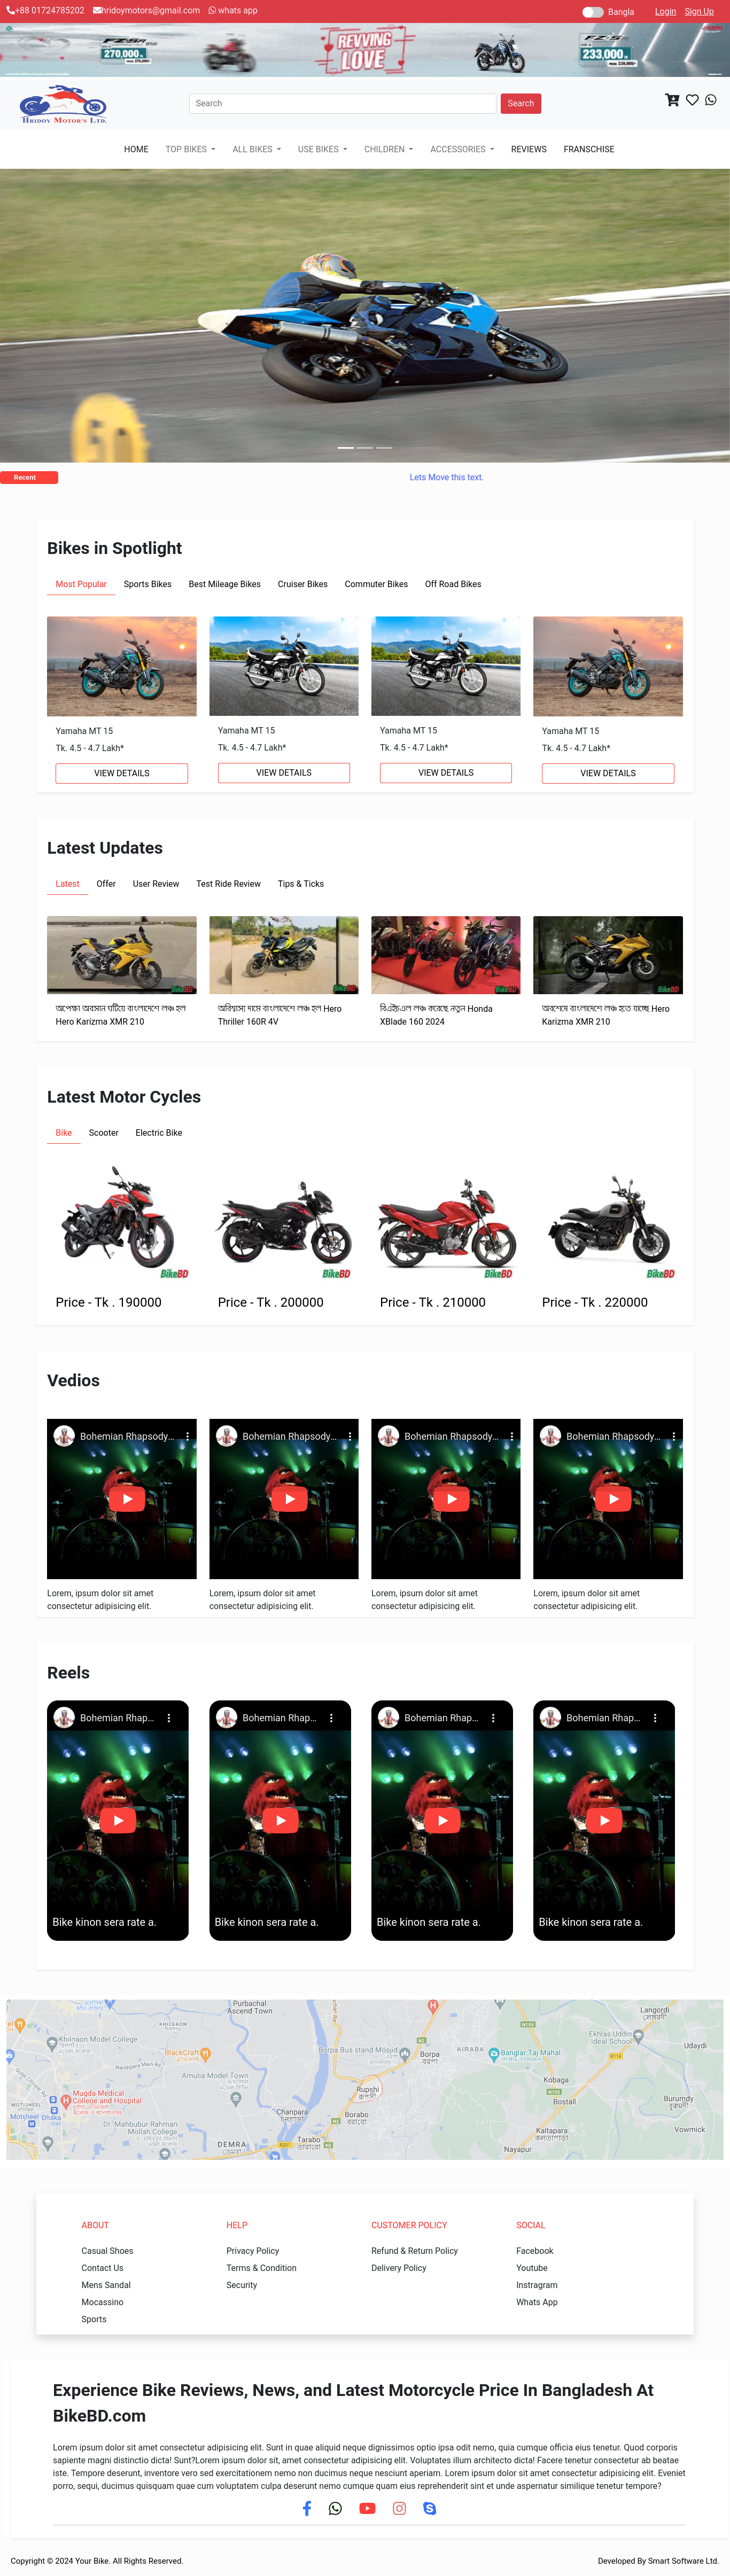 +88 01724785202 hridoymotors@gmail.com whats app Bangla Login Sign Up
FZS 270,000 REVVING LOVE FZS 233,000
HRIDOY MOTOR'S LTD.
Search Search
HOME TOP BIKES ALL BIKES USE BIKES CHILDREN ACCESSORIES REVIEWS FRANSCHISE
Recent Lets Move this text.
Bikes in Spotlight
Most Popular Sports Bikes Best Mileage Bikes Cruiser Bikes Commuter Bikes Off Road Bikes
Yamaha MT 15 Yamaha MT 15 Yamaha MT 15 Yamaha MT 15
Tk. 4.5 - 4.7 Lakh* Tk. 4.5 - 4.7 Lakh* Tk. 4.5 - 4.7 Lakh* Tk. 4.5 - 4.7 Lakh*
VIEW DETAILS VIEW DETAILS VIEW DETAILS VIEW DETAILS
Latest Updates
Latest Offer User Review Test Ride Review Tips & Ticks
BikeBD BikeBD BikeBD BikeBD
অপেক্ষা অবসান ঘটিয়ে বাংলাদেশে লঞ্চ হল অবিশ্বাস্য দামে বাংলাদেশে লঞ্চ হল Hero বিএইচএল লঞ্চ করেছে নতুন Honda অবশেষে বাংলাদেশে লঞ্চ হতে যাচ্ছে Hero
Hero Karizma XMR 210 Thriller 160R 4V XBlade 160 2024 Karizma XMR 210
Latest Motor Cycles
Bike Scooter Electric Bike
BikeBD BikeBD BikeBD BikeBD
Price - Tk . 190000 Price - Tk . 200000 Price - Tk . 210000 Price - Tk . 220000
Vedios
Bohemian Rhapsody... Bohemian Rhapsody... Bohemian Rhapsody... Bohemian Rhapsody...
Lorem, ipsum dolor sit amet Lorem, ipsum dolor sit amet Lorem, ipsum dolor sit amet Lorem, ipsum dolor sit amet
consectetur adipisicing elit. consectetur adipisicing elit. consectetur adipisicing elit. consectetur adipisicing elit.
Reels
Bohemian Rhap... Bohemian Rhap... Bohemian Rhap... Bohemian Rhap...
Bike kinon sera rate a. Bike kinon sera rate a. Bike kinon sera rate a. Bike kinon sera rate a.
Purbachal
Ascend Town
KHILGAON
Khilgaon Model College
BlackCraft
Nandipara Main Rd
Amulia Model Town
Mugda Medical
College and Hospital
Motijheel Dhaka
Dr. Mahbubur
Rahman Mollah College
DEMRA
Chanpara
Tarabo
Borabo
Rupshi
Borpa Bus stand Mosjid
Borpa
AIRABA
Banglar Taj Mahal
Ekhlas Uddin
Ideal School
Langordi
Udaydi
Kobaga
Bostall
Burumdy
Kaltapara
Vowmick
Nayapur
ABOUT HELP CUSTOMER POLICY SOCIAL
Casual Shoes Privacy Policy Refund & Return Policy Facebook
Contact Us Terms & Condition Delivery Policy Youtube
Mens Sandal Security Instragram
Mocassino Whats App
Sports
Experience Bike Reviews, News, and Latest Motorcycle Price In Bangladesh At
BikeBD.com
Lorem ipsum dolor sit amet consectetur adipisicing elit. Sunt in quae aliquid neque dignissimos optio ipsa odit nemo, quia cumque officia eius tenetur. Quod corporis
sapiente magni distinctio dicta! Sunt?Lorem ipsum dolor sit, amet consectetur adipisicing elit. Voluptates illum architecto dicta! Facere tenetur consectetur ab beatae
iste. Tempore deserunt, inventore vero sed exercitationem nemo non ducimus neque nesciunt aperiam. Lorem ipsum dolor sit amet consectetur adipisicing elit. Eveniet
porro, sequi, ducimus quisquam quae cum voluptatem culpa deserunt nemo cumque quam eius reprehenderit sint et unde aspernatur similique tenetur tempore?
Copyright © 2024 Your Bike. All Rights Reserved. Developed By Smart Software Ltd.